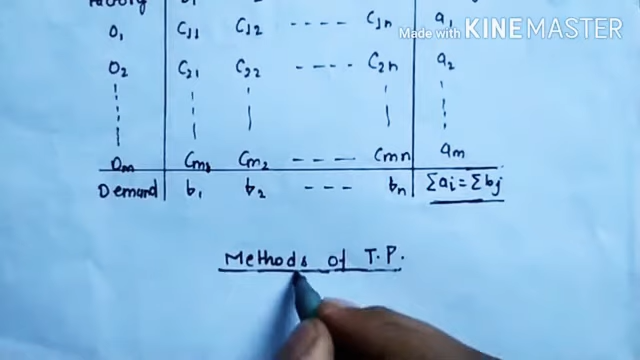 Made with KINEMASTER
O1 C11 C12 ---- C1n a1
O2 C21 C22 ---- C2n a2
Om Cm1 Cm2 ---- Cmn am
Demand b1 b2 --- bn Σai = Σbj
Methods of T.P.